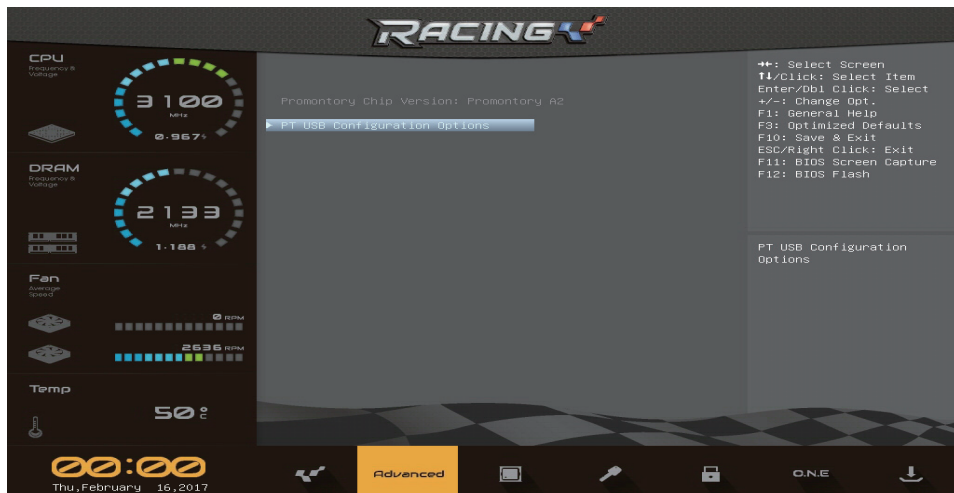 RACING
CPU
Frequency &
Voltage
3100
MHz
0.967
DRAM
Frequency &
Voltage
2133
MHz
1.188
Fan
Average
Speed
0 RPM
2636 RPM
Temp
50 °C
00:00
Thu,February 16,2017
Promontory Chip Version: Promontory A2
PT USB Configuration Options
→←: Select Screen
↑↓/Click: Select Item
Enter/Dbl Click: Select
+/-: Change Opt.
F1: General Help
F3: Optimized Defaults
F10: Save & Exit
ESC/Right Click: Exit
F11: BIOS Screen Capture
F12: BIOS Flash
PT USB Configuration
Options
Advanced
O.N.E